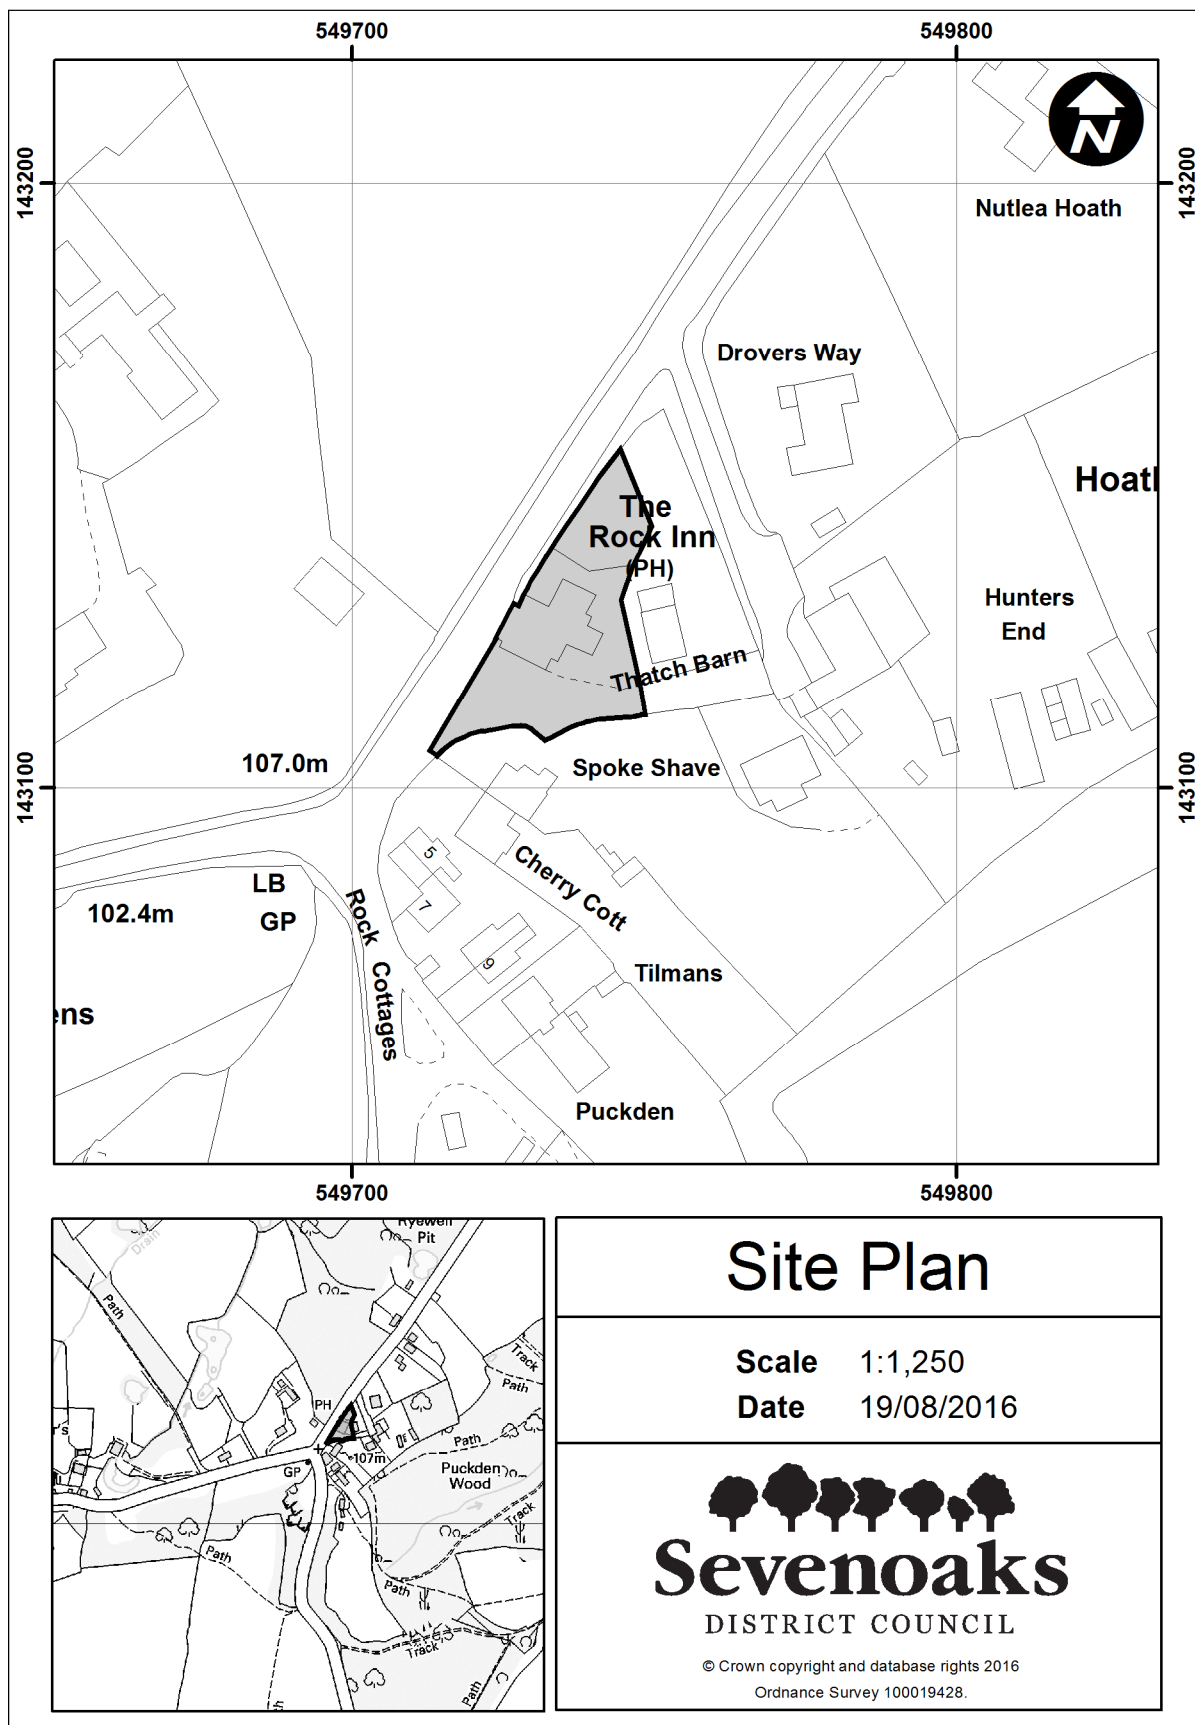 549700
549800
143200
143200
N
Nutlea Hoath
Drovers Way
Hoatl
The
Rock Inn
(PH)
Hunters
End
Thatch Barn
107.0m
Spoke Shave
143100
143100
5
Cherry Cott
LB
102.4m
GP
7
Rock Cottages
9
Tilmans
ens
Puckden
549700
549800
Ryewell
Pit
Drain
Path
Track
Path
PH
r's
107m
Path
GP
Puckden
Wood
Track
Path
Path
Track
Path
Site Plan
Scale 1:1,250
Date 19/08/2016
Sevenoaks
DISTRICT COUNCIL
© Crown copyright and database rights 2016
Ordnance Survey 100019428.